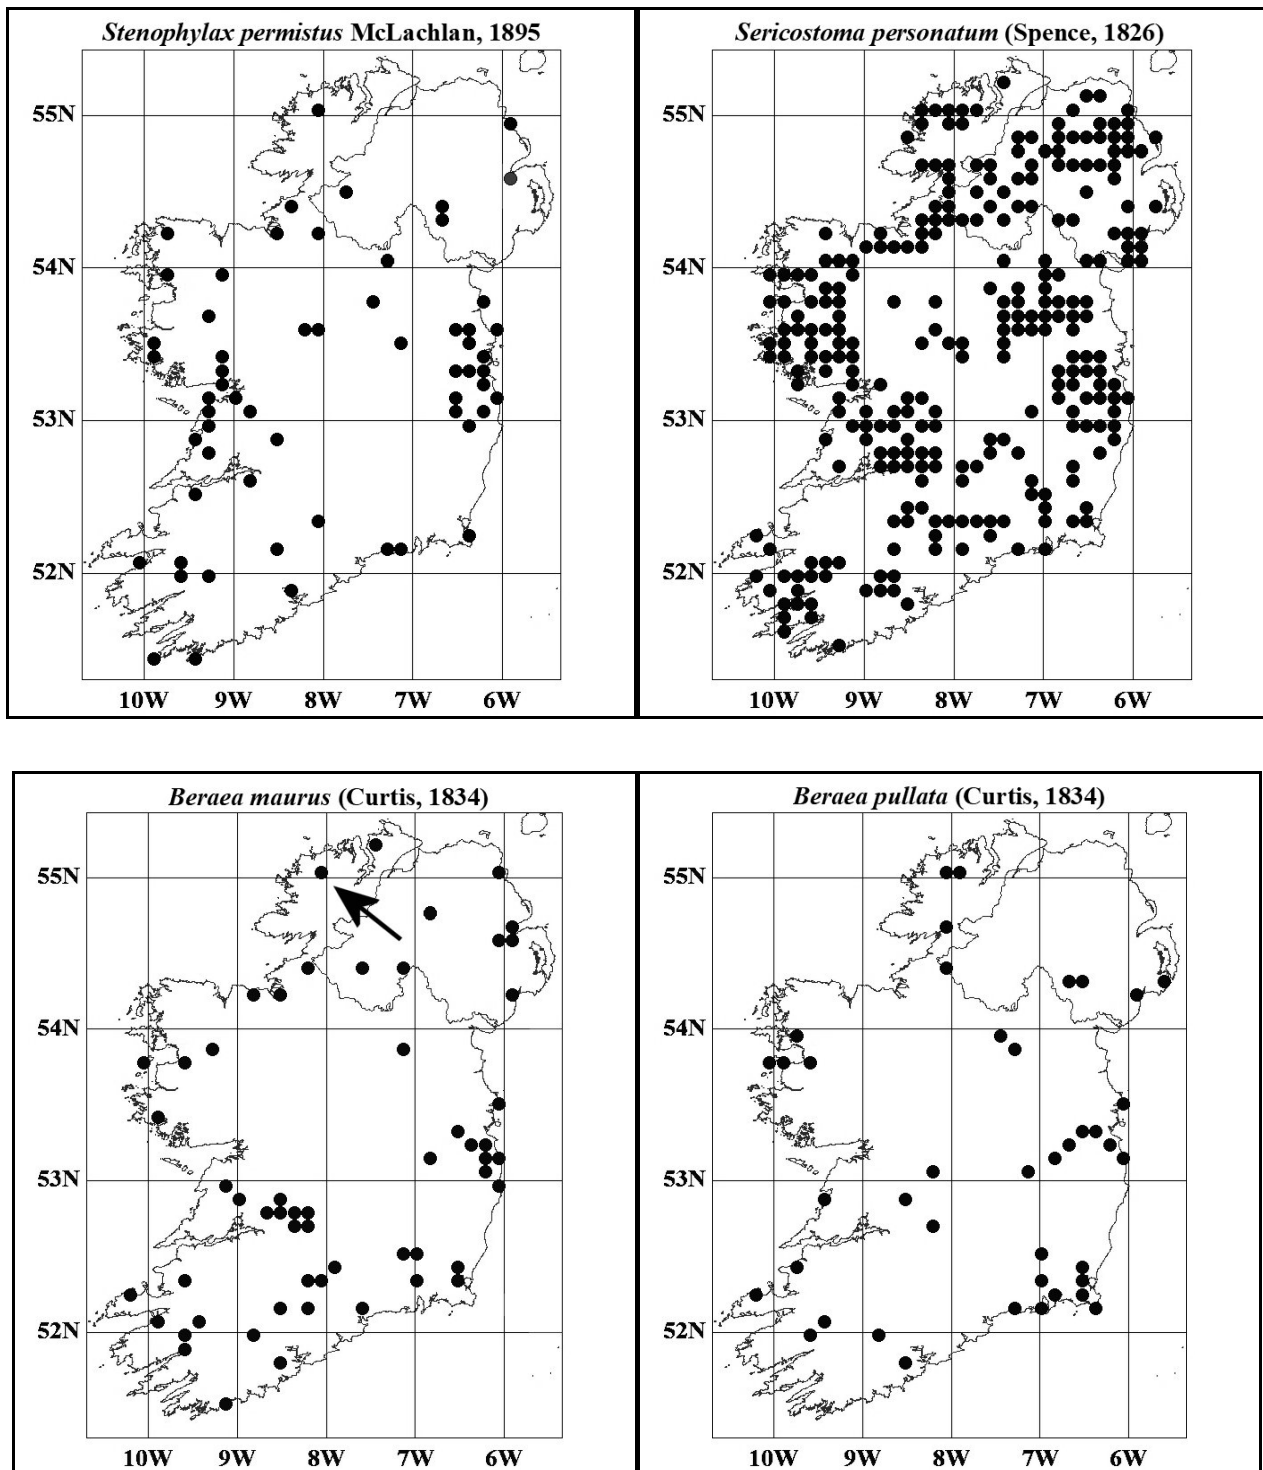 Stenophylax permistus McLachlan, 1895
55N
54N
53N
52N
10W 9W 8W 7W 6W
Sericostoma personatum (Spence, 1826)
55N
54N
53N
52N
10W 9W 8W 7W 6W
Beraea maurus (Curtis, 1834)
55N
54N
53N
52N
10W 9W 8W 7W 6W
Beraea pullata (Curtis, 1834)
55N
54N
53N
52N
10W 9W 8W 7W 6W